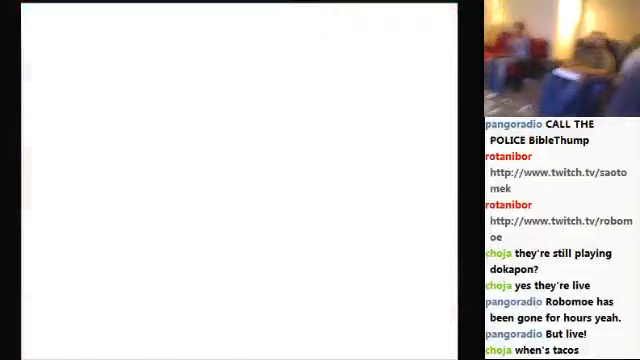 pangoradio CALL THE
POLICE BibleThump
rotanibor
http://www.twitch.tv/saoto
mek
rotanibor
http://www.twitch.tv/robom
oe
choja they're still playing
dokapon?
choja yes they're live
pangoradio Robomoe has
been gone for hours yeah.
pangoradio But live!
choja when's tacos